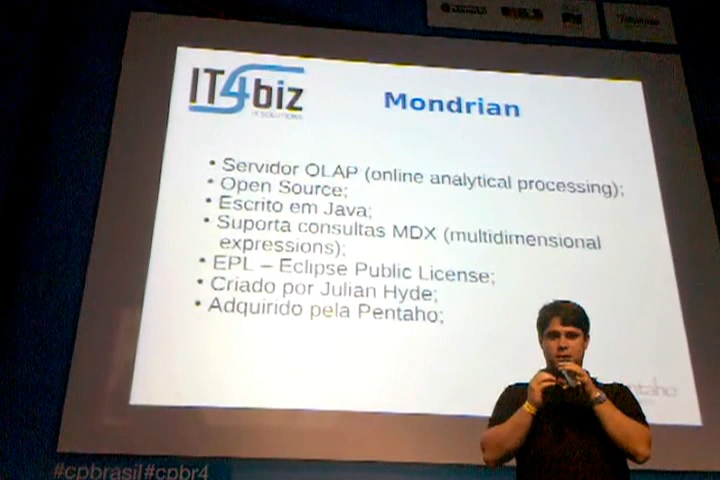 IT4biz
IT SOLUTIONS
Mondrian
• Servidor OLAP (online analytical processing);
• Open Source;
• Escrito em Java;
• Suporta consultas MDX (multidimensional
expressions);
• EPL – Eclipse Public License;
• Criado por Julian Hyde;
• Adquirido pela Pentaho;
#cpbrasil#cpbr4